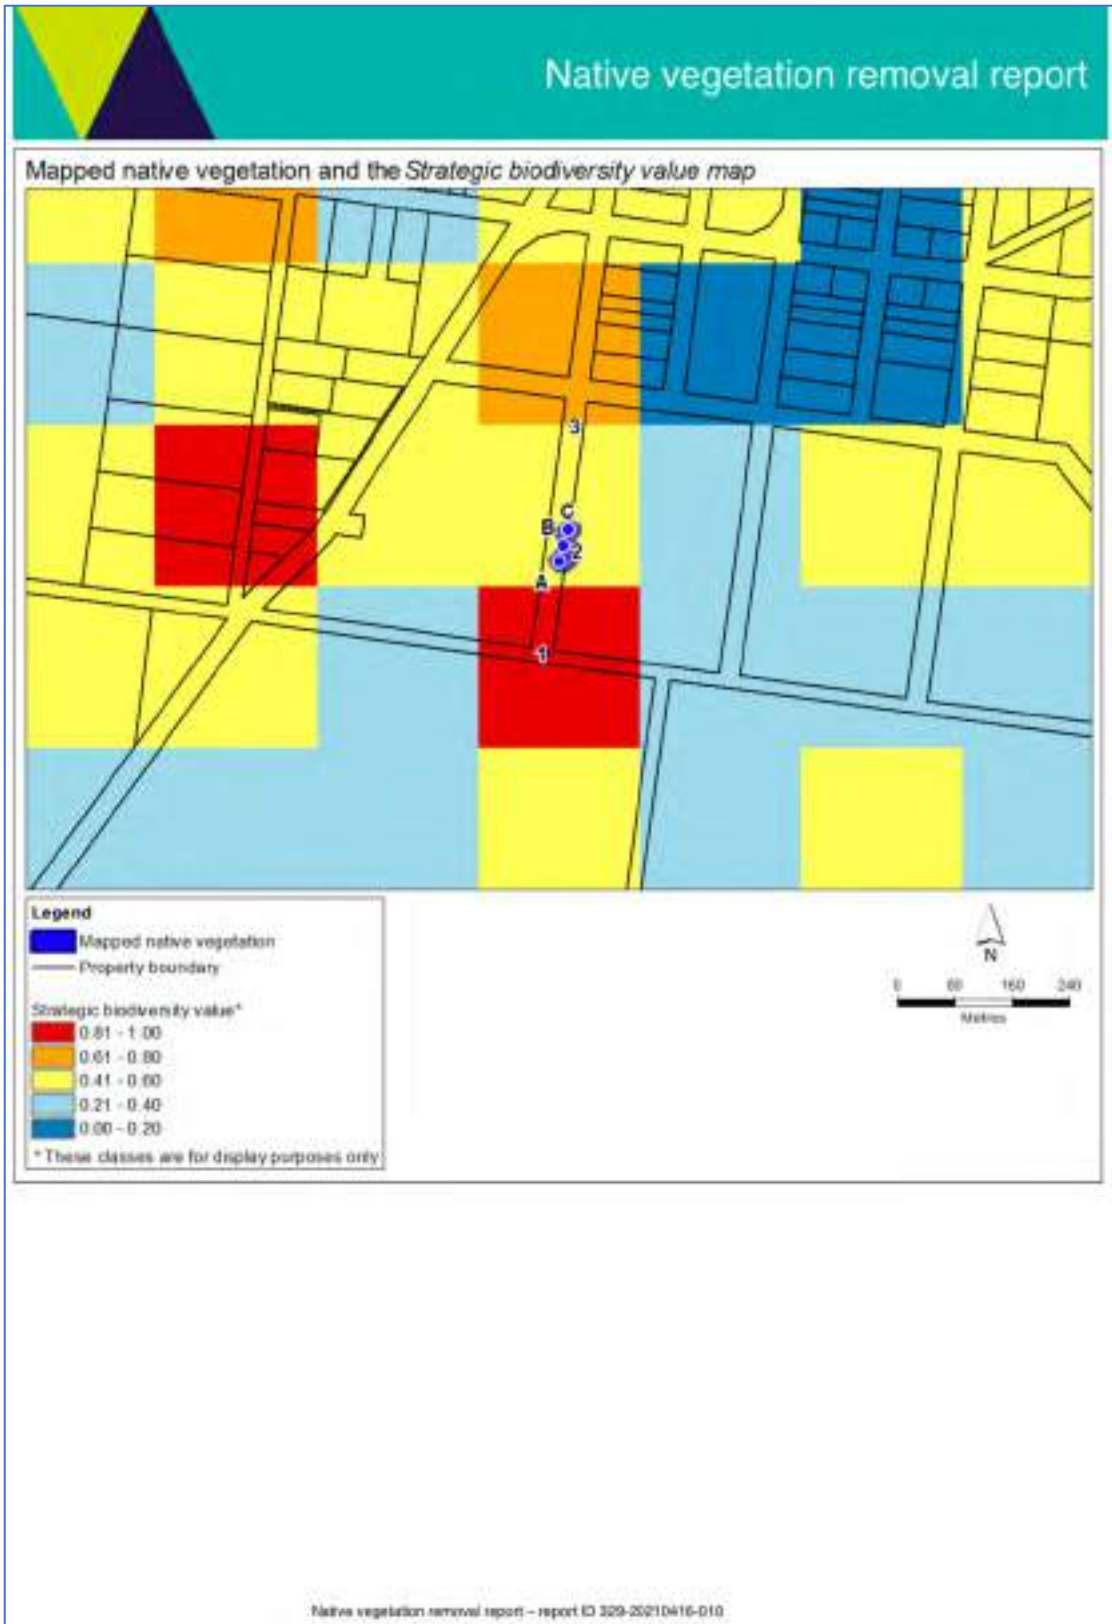 Native vegetation removal report
Mapped native vegetation and the Strategic biodiversity value map
3
C
B
2
A
1
Legend
Mapped native vegetation
Property boundary
Strategic biodiversity value*
0.81 - 1.00
0.61 - 0.80
0.41 - 0.60
0.21 - 0.40
0.00 - 0.20
* These classes are for display purposes only
N
0 80 160 240
Metres
Native vegetation removal report – report ID 329-20210416-010